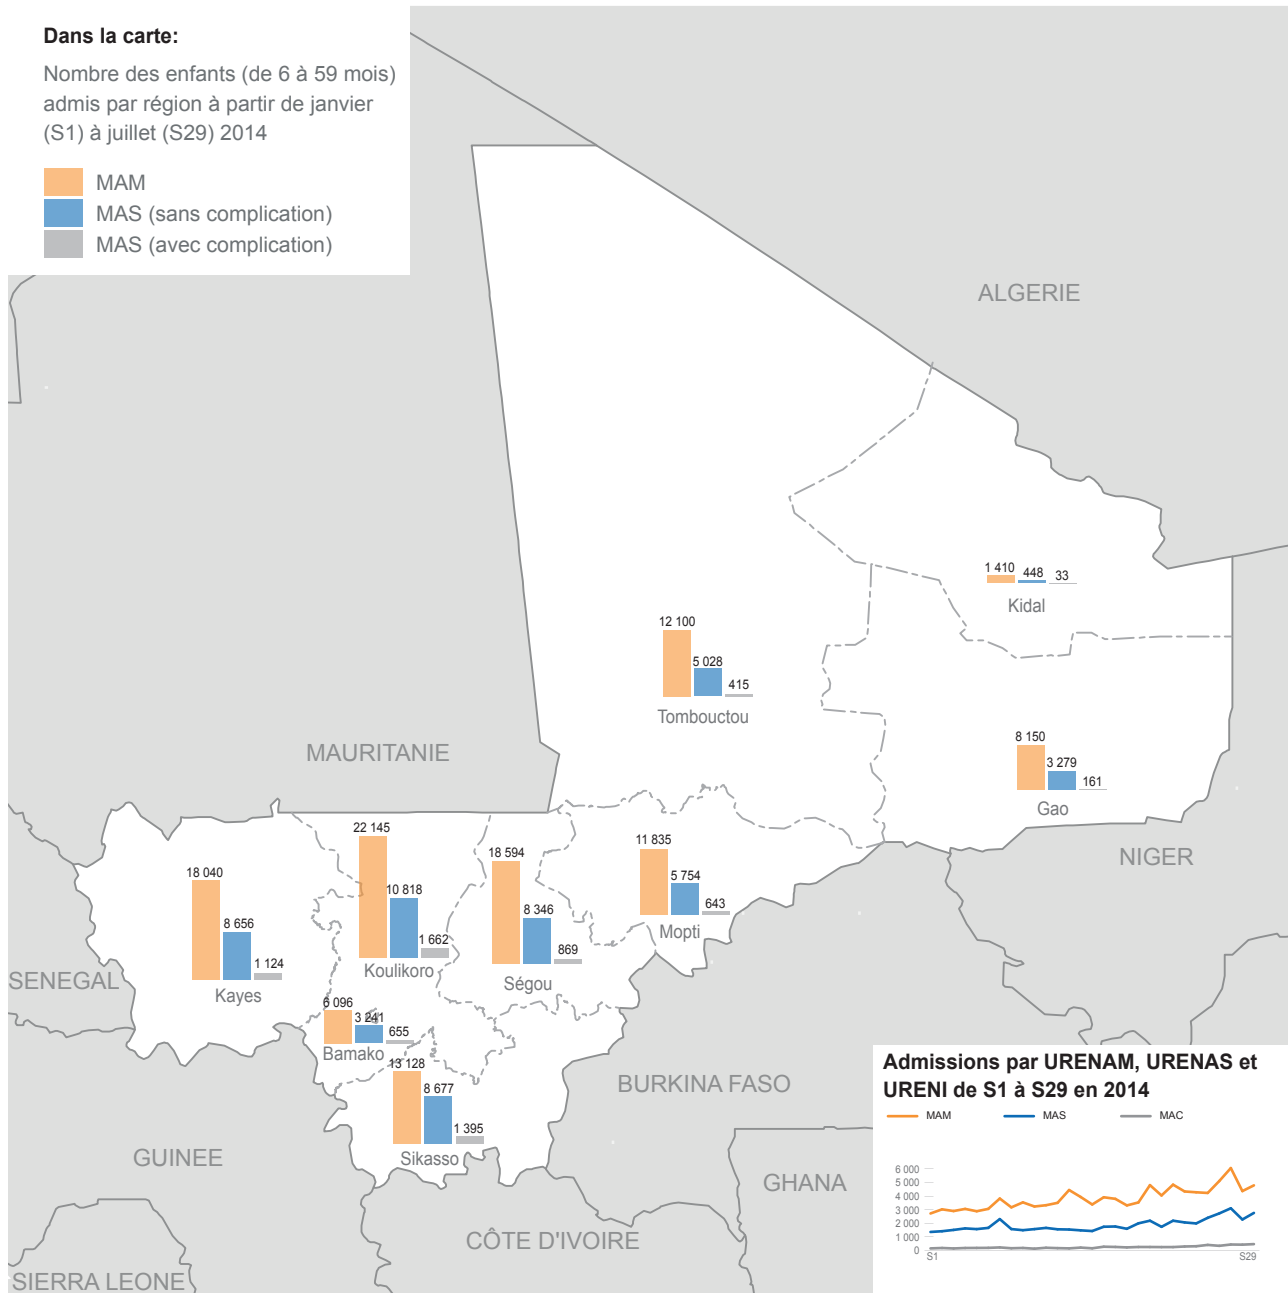 Dans la carte:
Nombre des enfants (de 6 à 59 mois)
admis par région à partir de janvier
(S1) à juillet (S29) 2014
MAM
MAS (sans complication)
MAS (avec complication)
ALGERIE
1 410 448 33
Kidal
12 100
5 028
415
Tombouctou
MAURITANIE
8 150
3 279
161
Gao
22 145
10 818
1 662
Koulikoro
18 594
8 346
869
Ségou
11 835
5 754
643
Mopti
NIGER
18 040
8 656
1 124
Kayes
SENEGAL
6 096
3 241
655
Bamako
13 128
8 677
1 395
Sikasso
BURKINA FASO
GUINEE
GHANA
CÔTE D'IVOIRE
SIERRA LEONE
Admissions par URENAM, URENAS et
URENI de S1 à S29 en 2014
MAM MAS MAC
6 000
5 000
4 000
3 000
2 000
1 000
0
S1 S29